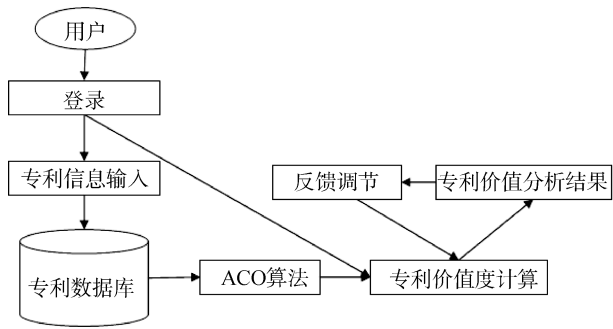 用户
登录
专利信息输入
反馈调节
专利价值分析结果
专利数据库
ACO算法
专利价值度计算